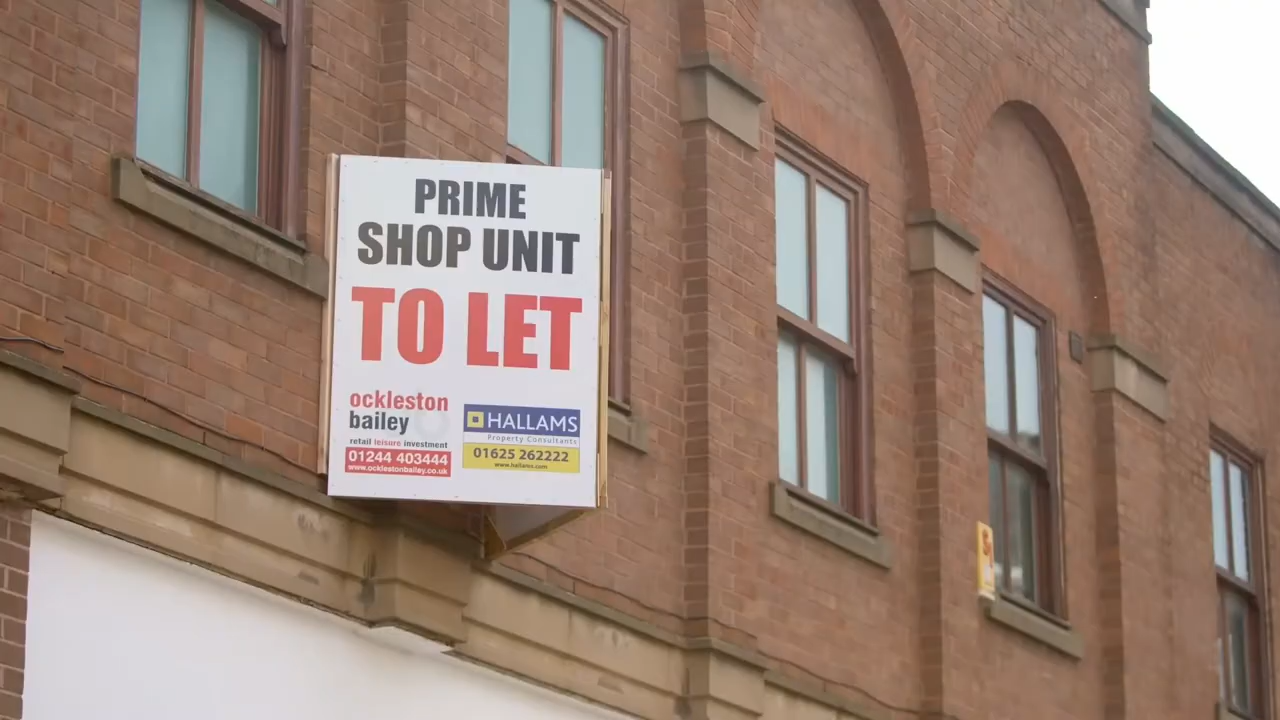 PRIME
SHOP UNIT
TO LET
ockleston
bailey
retail leisure investment
01244 403444
www.ocklestonbailey.co.uk
HALLAMS
Property Consultants
01625 262222
www.hallams.com